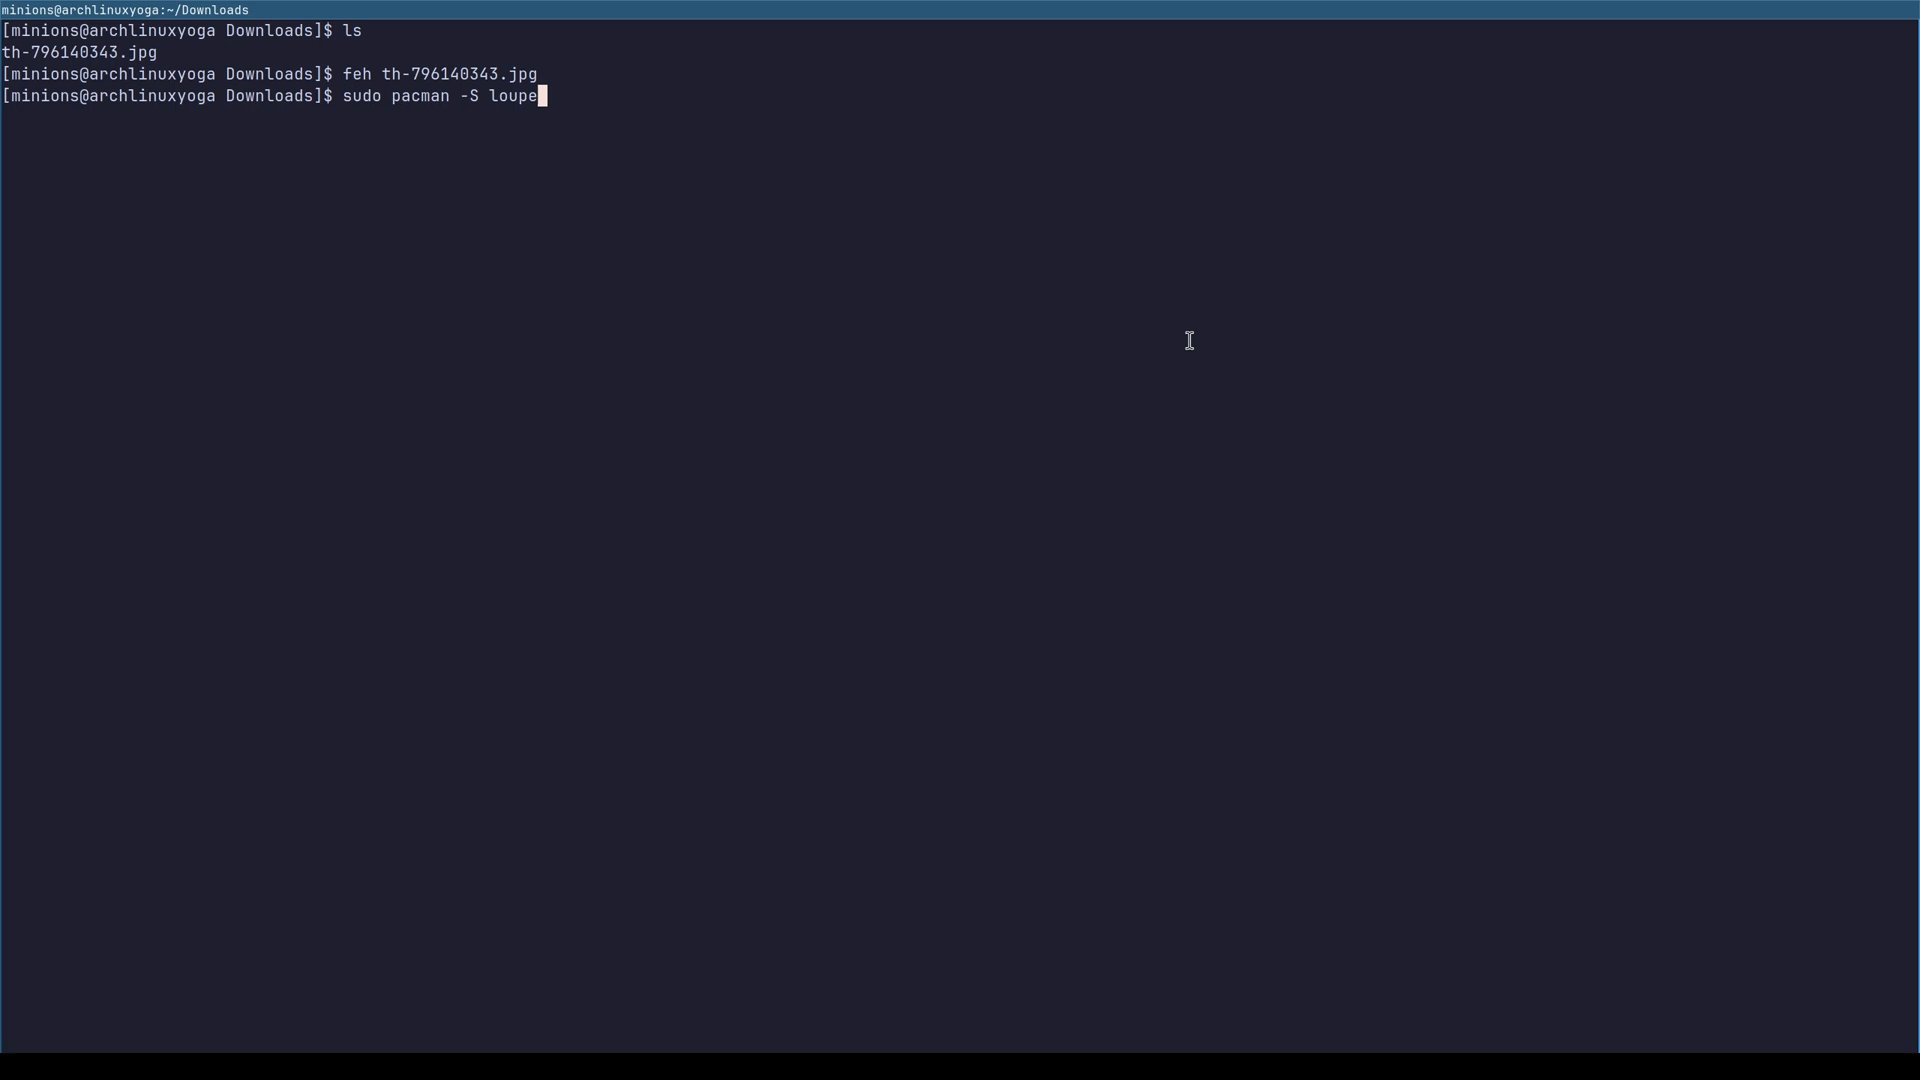 minions@archlinuxyoga:~/Downloads
[minions@archlinuxyoga Downloads]$ ls
th-796140343.jpg
[minions@archlinuxyoga Downloads]$ feh th-796140343.jpg
[minions@archlinuxyoga Downloads]$ sudo pacman -S loupe